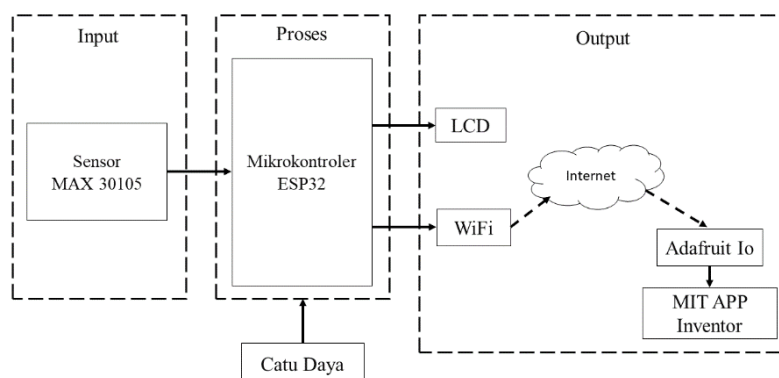 Input
Proses
Output
Sensor
MAX 30105
Mikrokontroler
ESP32
LCD
WiFi
Internet
Adafruit Io
MIT APP
Inventor
Catu Daya